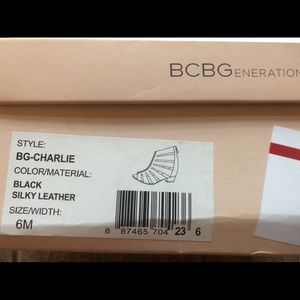 BCBGENERATION
STYLE:
BG-CHARLIE
COLOR/MATERIAL:
BLACK
SILKY LEATHER
SIZE/WIDTH:
6M
8 87465 704 23 6